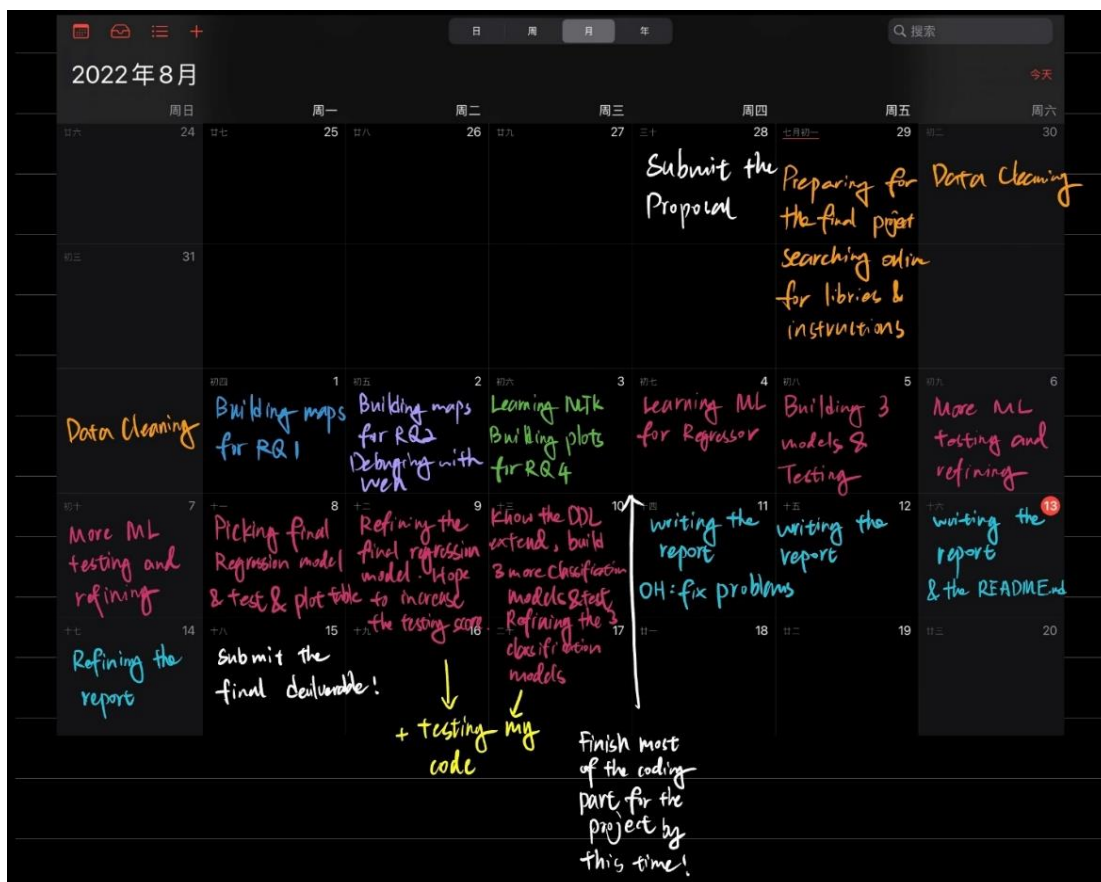 日 周 月 年 搜索
2022年8月
今天
周日 周一 周二 周三 周四 周五 周六
廿六 24 廿七 25 廿八 26 廿九 27 三十 28 七月初一 29 初二 30
Submit the
Proposal
Preparing for
the final projet
searching onlin
for libries &
instructions
Data Cleaning
初三 31
初四 1 初五 2 初六 3 初七 4 初八 5 初九 6
Data Cleaning
Building maps
for RQ1
Building maps
for RQ2
Debugging with
Wen
Learning
Building plots
for RQ4
Learning ML
for Regressor
Building 3
models &
Testing
More ML
testing and
refining
初十 7 十一 8 十二 9 十三 10 十四 11 十五 12 十六 13
More ML
testing and
refining
Picking final
Regression model
& test & plot table
Refining the
final regression
model. Hope
to increase
the testing score
Know the DDL
extend, build
3 more Classification
models & test
Refining the 3
classification
models
writing the
report
OH: fix problems
writing the
report
writing the
report
& the README.md
十七 14 十八 15 十九 16 二十 17 廿一 18 廿二 19 廿三 20
Refining the
report
Submit the
final deilverable!
+ testing my
code
Finish most
of the coding
part for the
project by
this time!